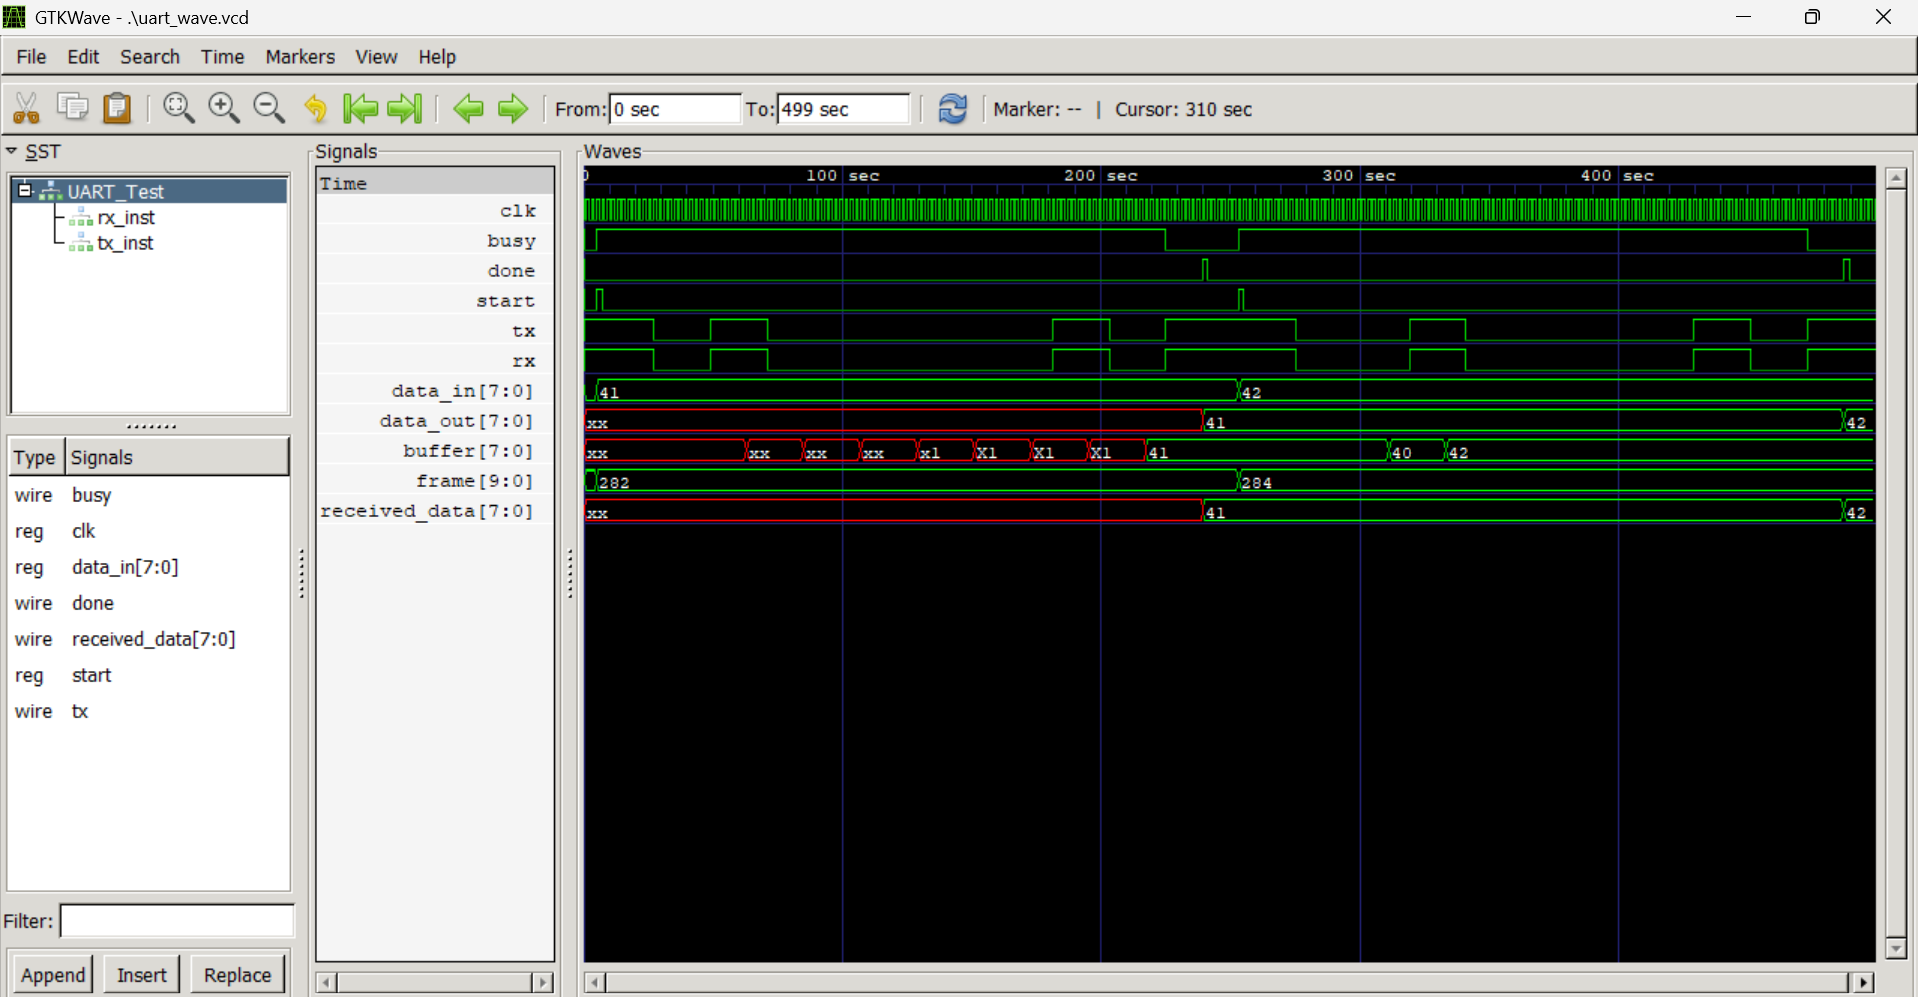 GTKWave - .\uart_wave.vcd
File Edit Search Time Markers View Help
From: 0 sec To: 499 sec Marker: -- | Cursor: 310 sec
SST
UART_Test
rx_inst
tx_inst
Type Signals
wire busy
reg clk
reg data_in[7:0]
wire done
wire received_data[7:0]
reg start
wire tx
Filter:
Append Insert Replace
Signals
Time
clk
busy
done
start
tx
rx
data_in[7:0]
data_out[7:0]
buffer[7:0]
frame[9:0]
received_data[7:0]
Waves
0 100 sec 200 sec 300 sec 400 sec
41 42
xx 41 42
xx xx xx xx x1 X1 X1 X1 41 40 42
282 284
xx 41 42